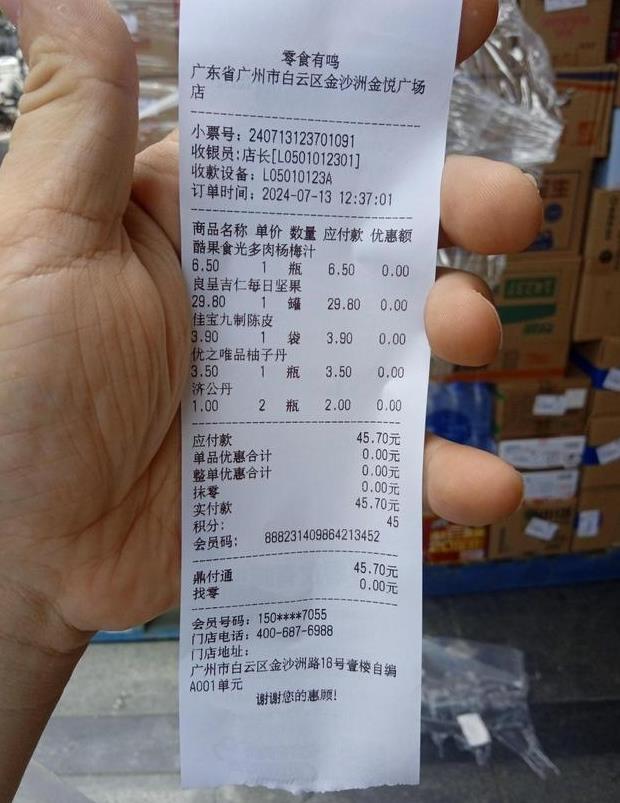 零食有鸣
广东省广州市白云区金沙洲金悦广场
店
小票号：240713123701091
收银员：店长[L0501012301]
收款设备：L05010123A
订单时间：2024-07-13 12:37:01
商品名称 单价 数量 应付款 优惠额
酷果食光多肉杨梅汁
6.50 1 瓶 6.50 0.00
良呈吉仁每日坚果
29.80 1 罐 29.80 0.00
佳宝九制陈皮
3.90 1 袋 3.90 0.00
优之唯品柚子丹
3.50 1 瓶 3.50 0.00
济公丹
1.00 2 瓶 2.00 0.00
应付款 45.70元
单品优惠合计 0.00元
整单优惠合计 0.00元
抹零 0.00元
实付款 45.70元
积分： 45
会员码： 888231409864213452
鼎付通 45.70元
找零 0.00元
会员号码：150****7055
门店电话：400-687-6988
门店地址：
广州市白云区金沙洲路18号壹楼自编
A001单元
谢谢您的惠顾！